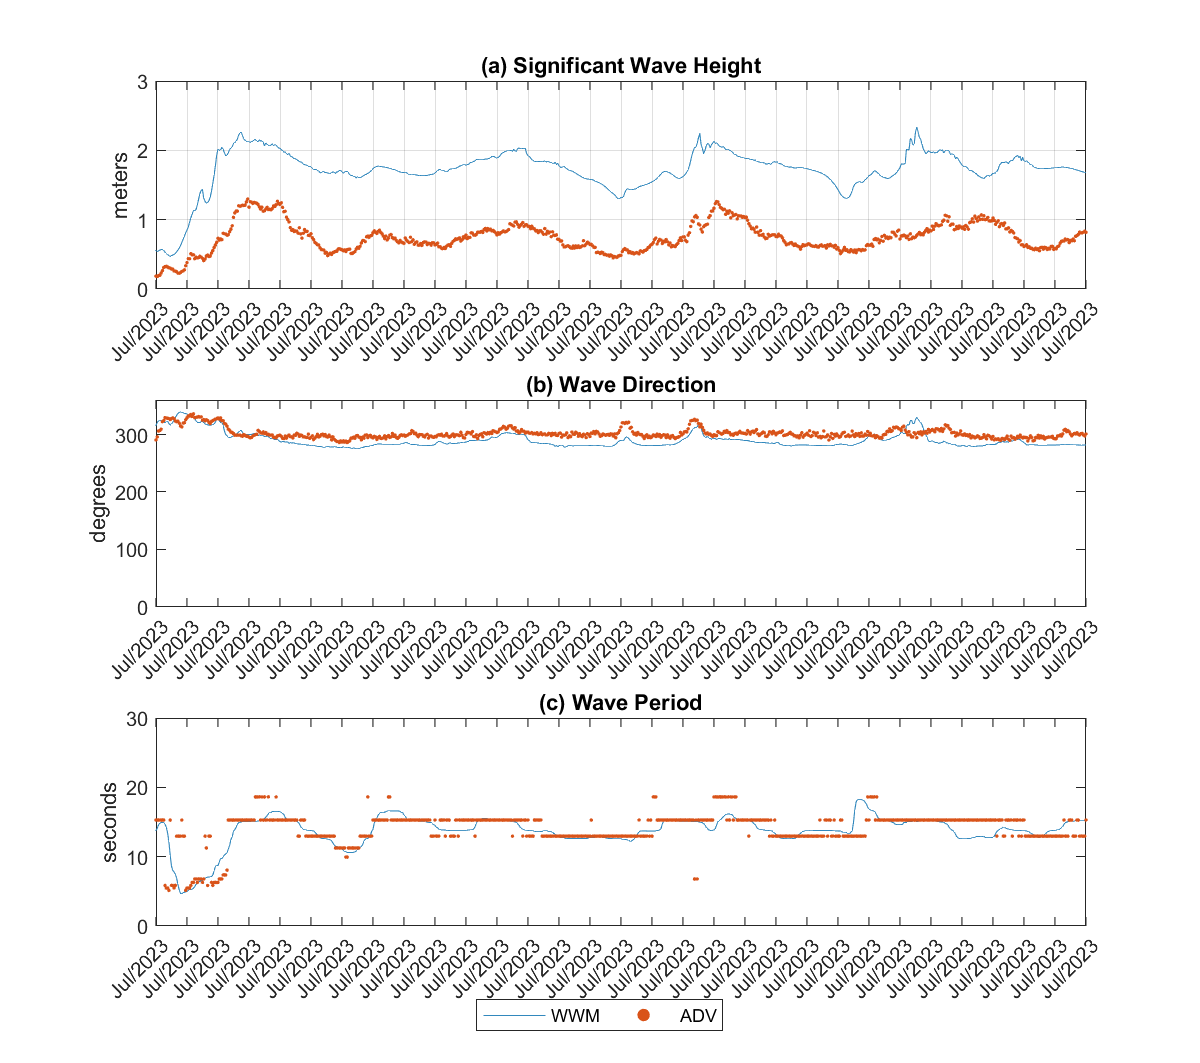 (a) Significant Wave Height
3
2
1
0
meters
Jul/2023 Jul/2023 Jul/2023 Jul/2023 Jul/2023 Jul/2023 Jul/2023 Jul/2023 Jul/2023 Jul/2023 Jul/2023 Jul/2023 Jul/2023 Jul/2023 Jul/2023 Jul/2023 Jul/2023 Jul/2023 Jul/2023 Jul/2023 Jul/2023 Jul/2023 Jul/2023 Jul/2023 Jul/2023 Jul/2023 Jul/2023 Jul/2023 Jul/2023 Jul/2023 Jul/2023
(b) Wave Direction
300
200
100
0
degrees
Jul/2023 Jul/2023 Jul/2023 Jul/2023 Jul/2023 Jul/2023 Jul/2023 Jul/2023 Jul/2023 Jul/2023 Jul/2023 Jul/2023 Jul/2023 Jul/2023 Jul/2023 Jul/2023 Jul/2023 Jul/2023 Jul/2023 Jul/2023 Jul/2023 Jul/2023 Jul/2023 Jul/2023 Jul/2023 Jul/2023 Jul/2023 Jul/2023 Jul/2023 Jul/2023 Jul/2023
(c) Wave Period
30
20
10
0
seconds
Jul/2023 Jul/2023 Jul/2023 Jul/2023 Jul/2023 Jul/2023 Jul/2023 Jul/2023 Jul/2023 Jul/2023 Jul/2023 Jul/2023 Jul/2023 Jul/2023 Jul/2023 Jul/2023 Jul/2023 Jul/2023 Jul/2023 Jul/2023 Jul/2023 Jul/2023 Jul/2023 Jul/2023 Jul/2023 Jul/2023 Jul/2023 Jul/2023 Jul/2023 Jul/2023 Jul/2023
WWM ADV